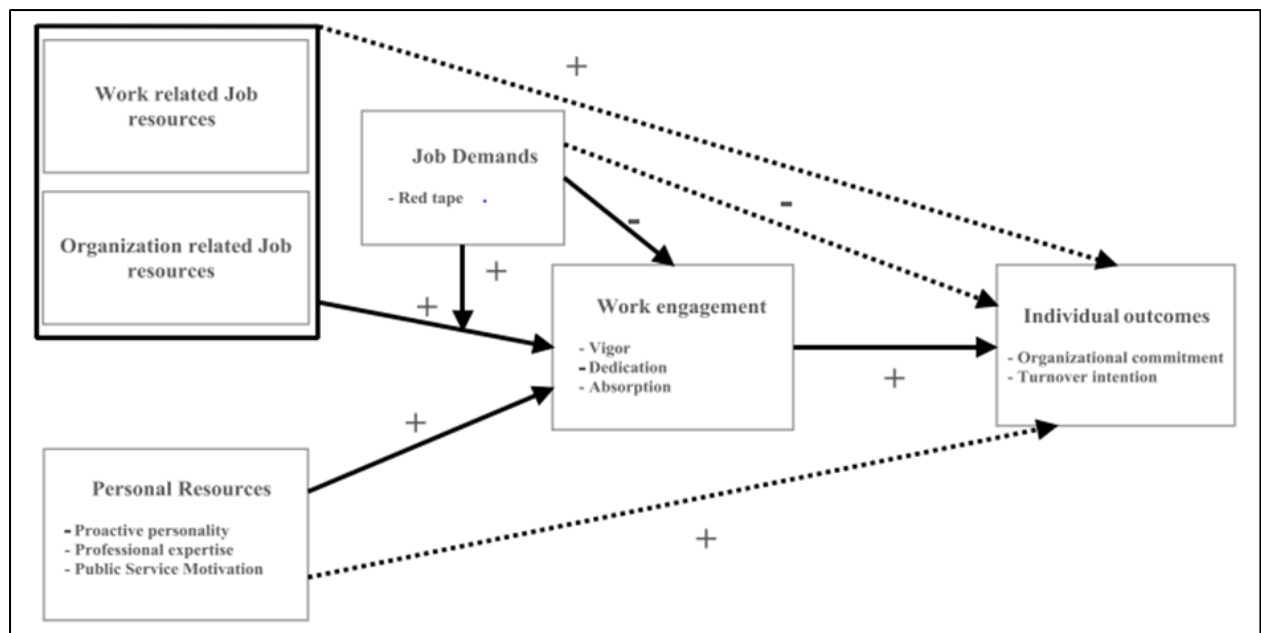 Work related Job
resources
Organization related Job
resources
Job Demands
- Red tape
+
-
-
+
+
Work engagement
- Vigor
- Dedication
- Absorption
Individual outcomes
- Organizational commitment
- Turnover intention
+
+
Personal Resources
- Proactive personality
- Professional expertise
- Public Service Motivation
+